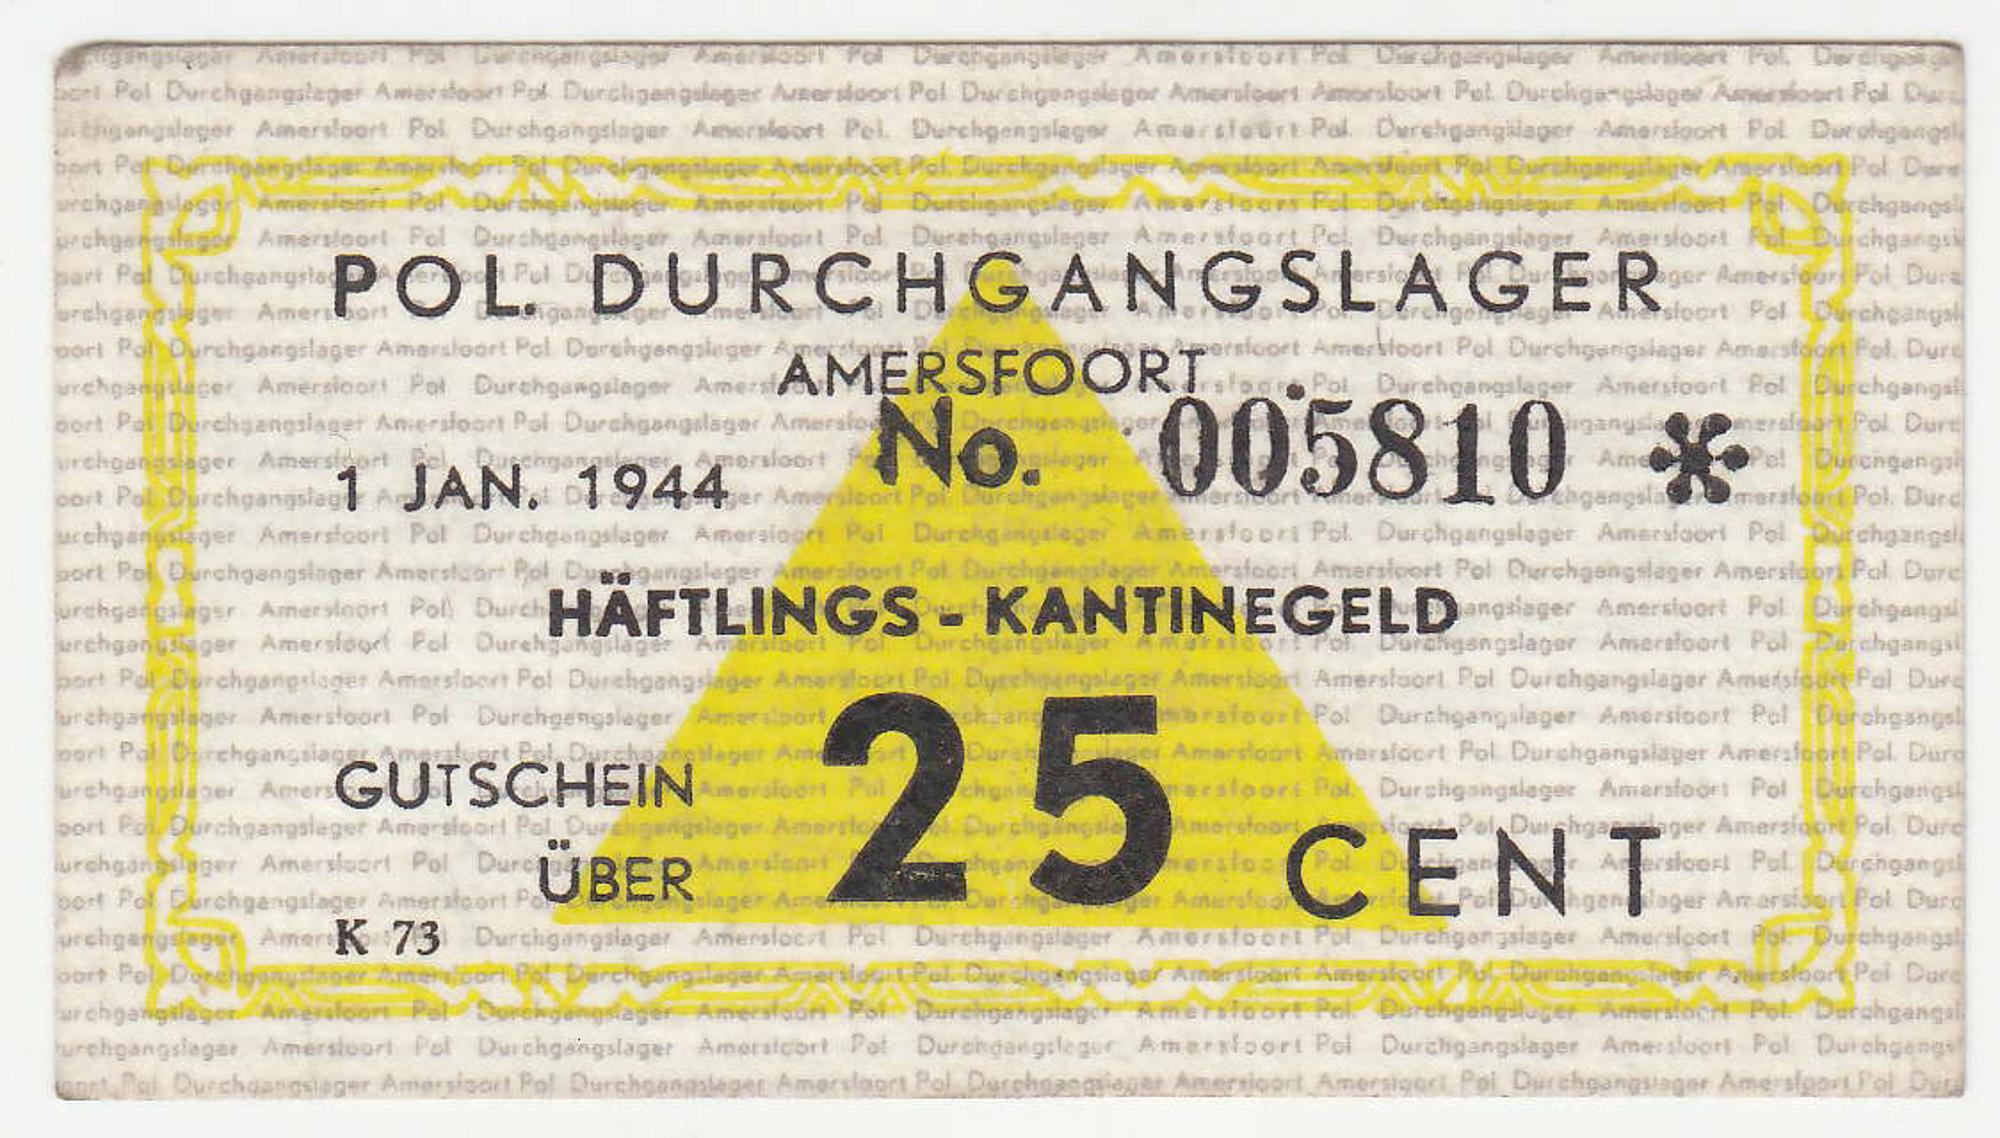 POL. DURCHGANGSLAGER
AMERSFOORT
No. 005810 *
1 JAN. 1944
HÄFTLINGS - KANTINEGELD
GUTSCHEIN
ÜBER
25 CENT
K 73